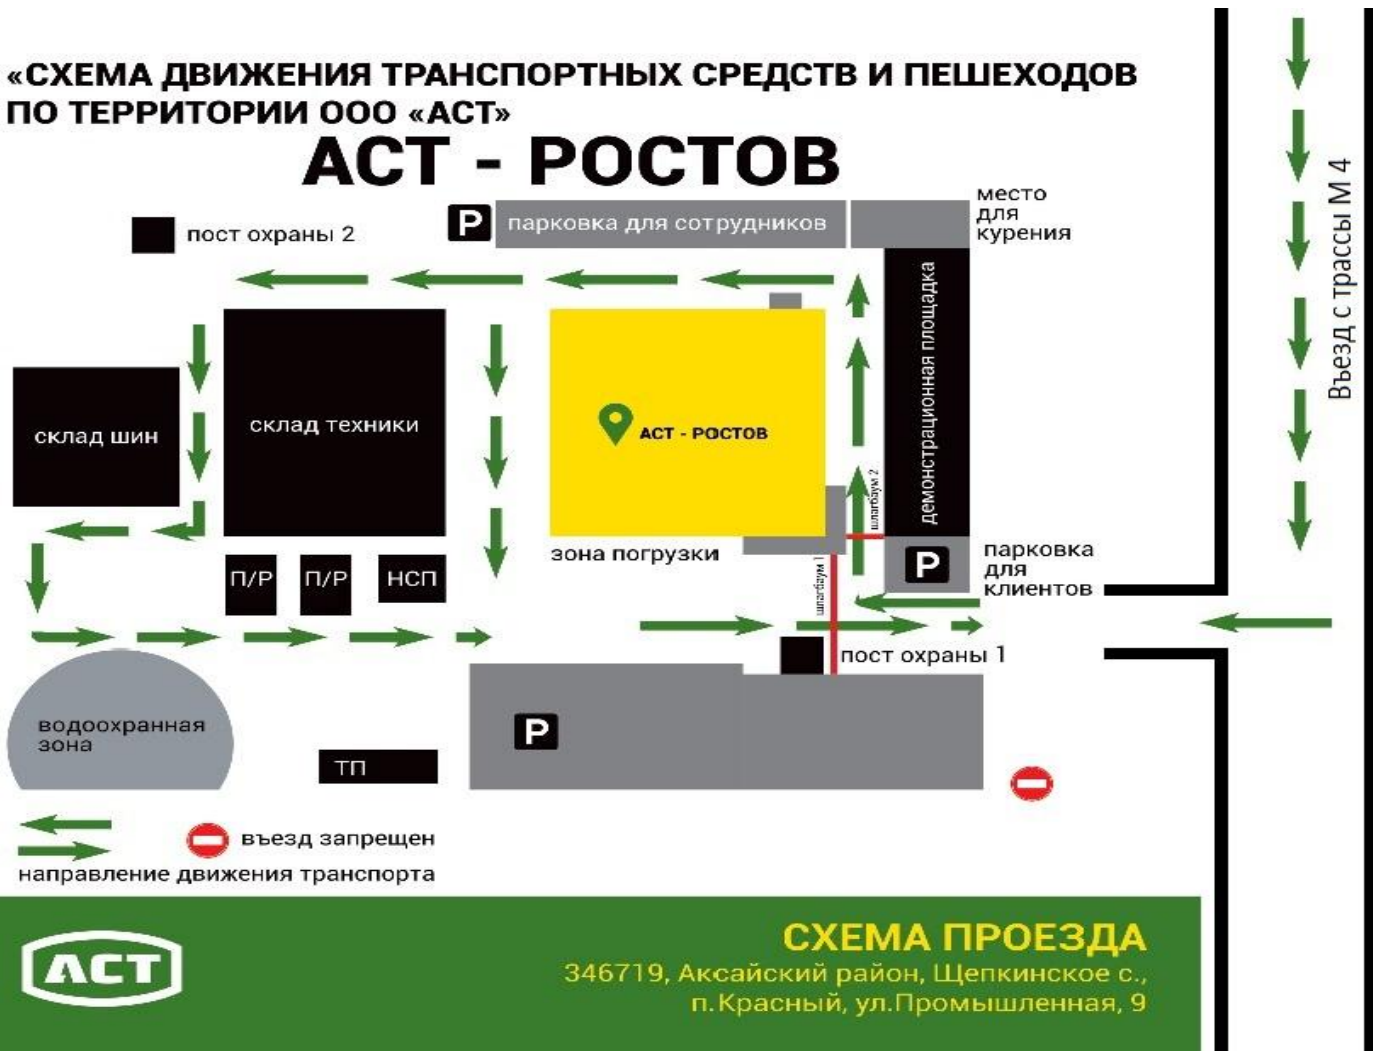 «СХЕМА ДВИЖЕНИЯ ТРАНСПОРТНЫХ СРЕДСТВ И ПЕШЕХОДОВ
ПО ТЕРРИТОРИИ ООО «АСТ»
АСТ - РОСТОВ
место
для
курения
P
парковка для сотрудников
пост охраны 2
Въезд с трассы М 4
демонстрационная площадка
склад шин
склад техники
АСТ - РОСТОВ
шлагбаум 2
зона погрузки
шлагбаум 1
P
парковка
для
клиентов
П/Р
П/Р
НСП
пост охраны 1
водоохранная
зона
P
ТП
въезд запрещен
направление движения транспорта
АСТ
СХЕМА ПРОЕЗДА
346719, Аксайский район, Щепкинское с.,
п.Красный, ул.Промышленная, 9